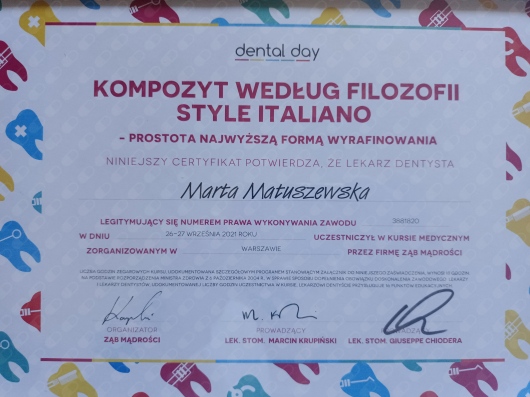 dental day
KOMPOZYT WEDŁUG FILOZOFII
STYLE ITALIANO
- PROSTOTA NAJWYŻSZĄ FORMĄ WYRAFINOWANIA
NINIEJSZY CERTYFIKAT POTWIERDZA, ŻE LEKARZ DENTYSTA
Marta Matuszewska
LEGITYMUJĄCY SIĘ NUMEREM PRAWA WYKONYWANIA ZAWODU 3681820
W DNIU 26-27 WRZEŚNIA 2021 ROKU UCZESTNICZYŁ W KURSIE MEDYCZNYM
ZORGANIZOWANYM W WARSZAWIE PRZEZ FIRMĘ ZĄB MĄDROŚCI
ORGANIZATOR PROWADZĄCY
ZĄB MĄDROŚCI LEK. STOM. MARCIN KRUPIŃSKI LEK. STOM. GIUSEPPE CHIODERA